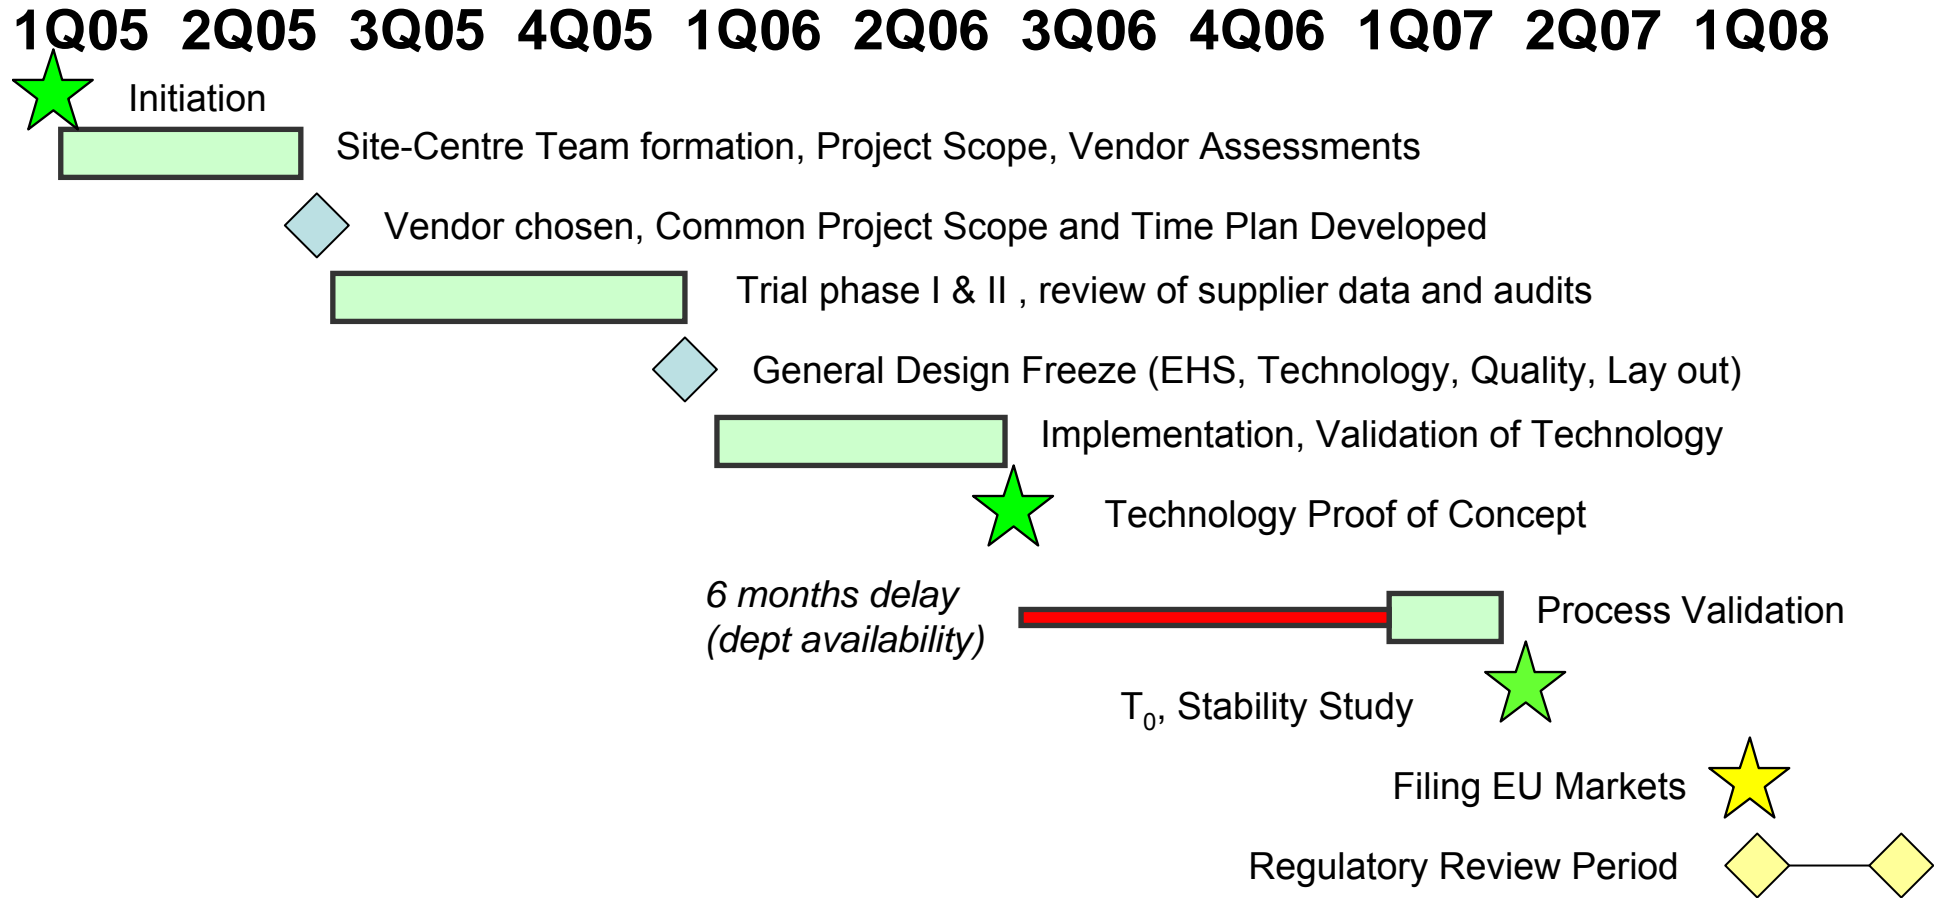 1Q05 2Q05 3Q05 4Q05 1Q06 2Q06 3Q06 4Q06 1Q07 2Q07 1Q08
Initiation
Site-Centre Team formation, Project Scope, Vendor Assessments
Vendor chosen, Common Project Scope and Time Plan Developed
Trial phase I & II , review of supplier data and audits
General Design Freeze (EHS, Technology, Quality, Lay out)
Implementation, Validation of Technology
Technology Proof of Concept
6 months delay
(dept availability)
Process Validation
T₀, Stability Study
Filing EU Markets
Regulatory Review Period